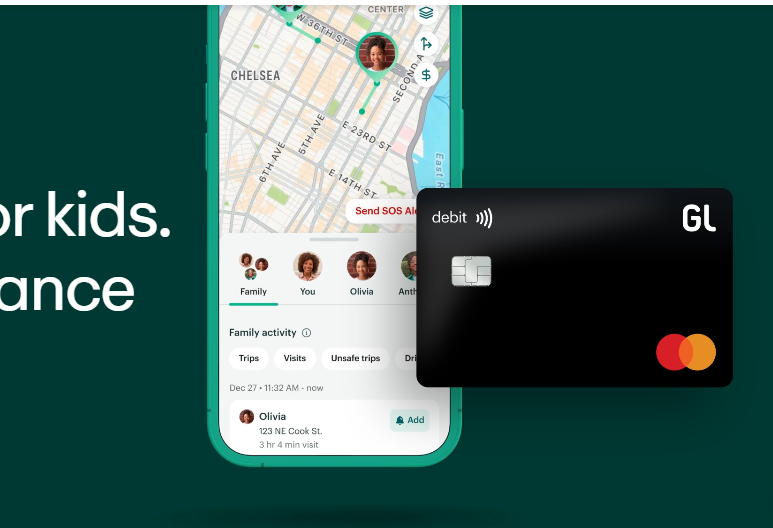 CENTER
W 36TH ST
CHELSEA
SECOND A
5TH AVE
E 23RD ST
6TH AVE
E 14TH ST
East R
or kids.
ance
Send SOS Ale
debit
GL
Family
You
Olivia
Anth
Family activity
Trips
Visits
Unsafe trips
Dri
Dec 27 • 11:32 AM - now
Olivia
123 NE Cook St.
3 hr 4 min visit
Add